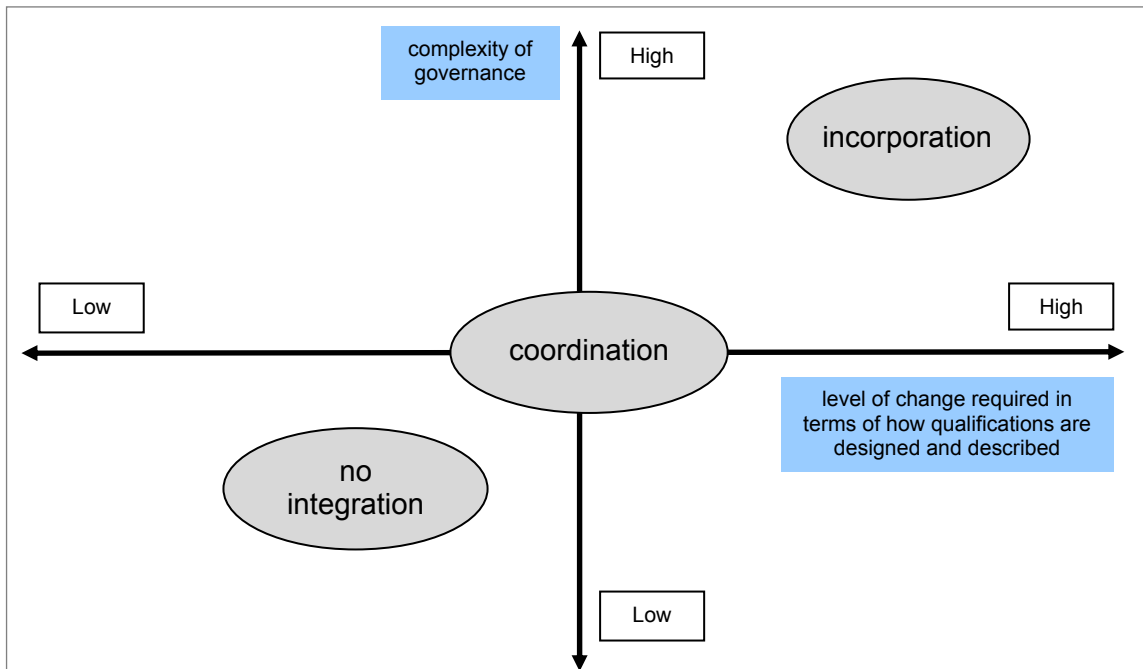 complexity of
governance
High
incorporation
Low
High
coordination
level of change required in
terms of how qualifications are
designed and described
no
integration
Low